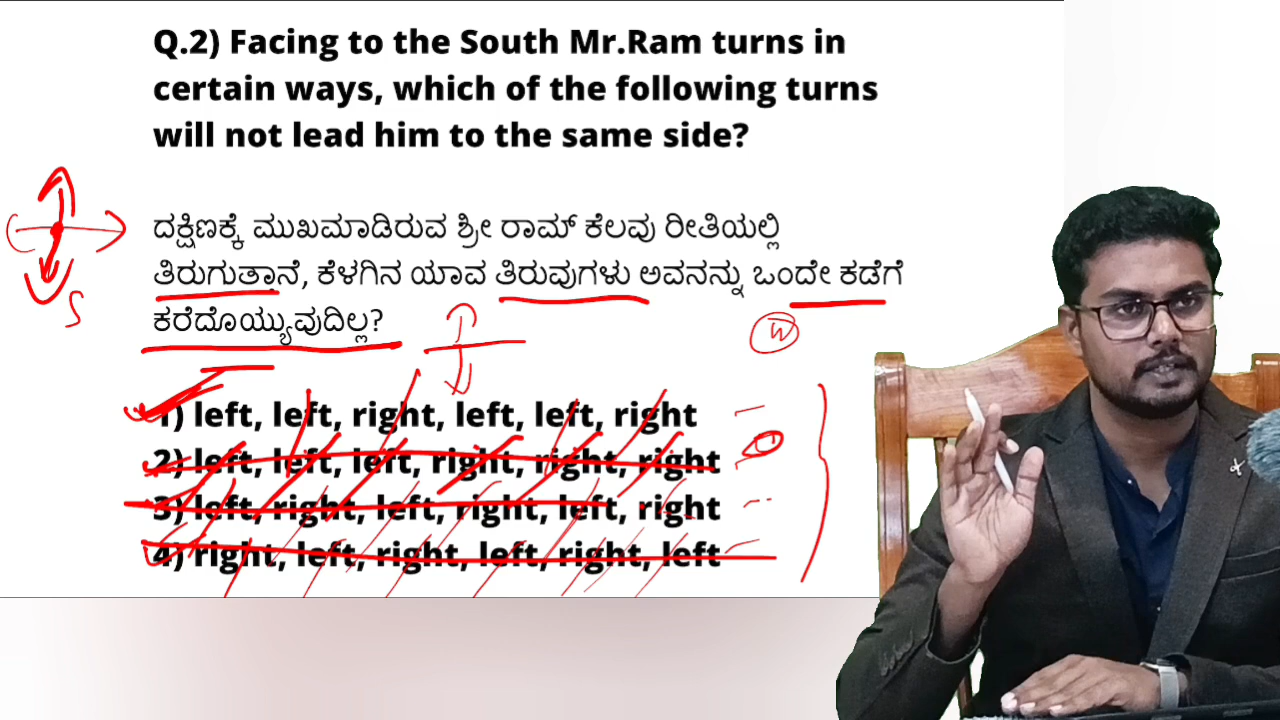 Q.2) Facing to the South Mr.Ram turns in
certain ways, which of the following turns
will not lead him to the same side?
ದಕ್ಷಿಣಕ್ಕೆ ಮುಖಮಾಡಿರುವ ಶ್ರೀ ರಾಮ್ ಕೆಲವು ರೀತಿಯಲ್ಲಿ
ತಿರುಗುತ್ತಾನೆ, ಕೆಳಗಿನ ಯಾವ ತಿರುವುಗಳು ಅವನನ್ನು ಒಂದೇ ಕಡೆಗೆ
S
ಕರೆದೊಯ್ಯುವುದಿಲ್ಲ?
W
1) left, left, right, left, left, right
2) left, left, left, right, right, right
3) left, right, left, right, left, right
4) right, left, right, left, right, left